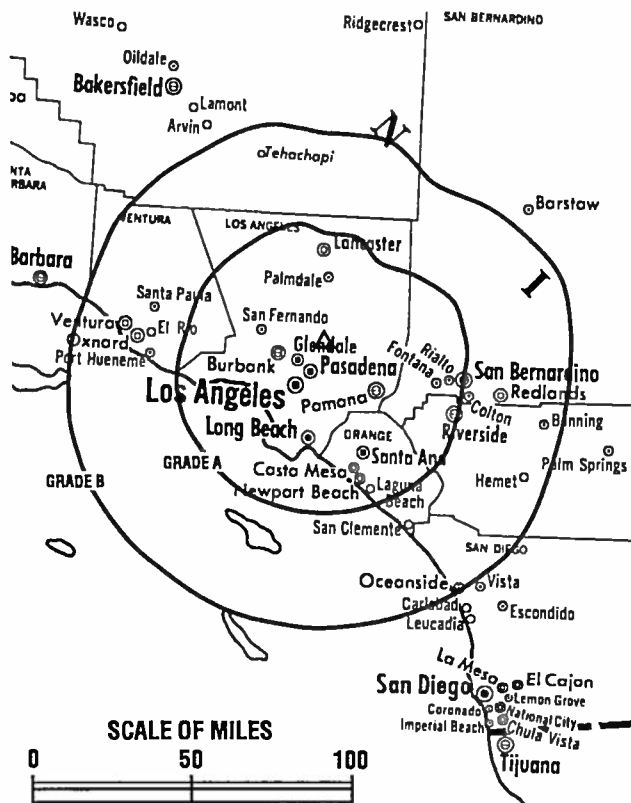 Wasco
Ridgecrest
SAN BERNARDINO
Oildale
Bakersfield
Lamont
Arvin
N
Tehachapi
Barstow
VENTURA
LOS ANGELES
Lancaster
I
Barbara
Palmdale
Santa Paula
San Fernando
Ventura
El Rio
Oxnard
Port Hueneme
Glendale
Burbank
Pasadena
Rialto
Fontana
San Bernardino
Los Angeles
Pomona
Redlands
Colton
Long Beach
Riverside
Banning
ORANGE
GRADE A
Santa Ana
Palm Springs
Costa Mesa
GRADE B
Newport Beach
Laguna
Beach
Hemet
San Clemente
SAN DIEGO
Oceanside
Vista
Carlsbad
Escondido
Leucadia
La Mesa
El Cajon
San Diego
Lemon Grove
Coronado
National City
Imperial Beach
Chula Vista
SCALE OF MILES
Tijuana
0 50 100